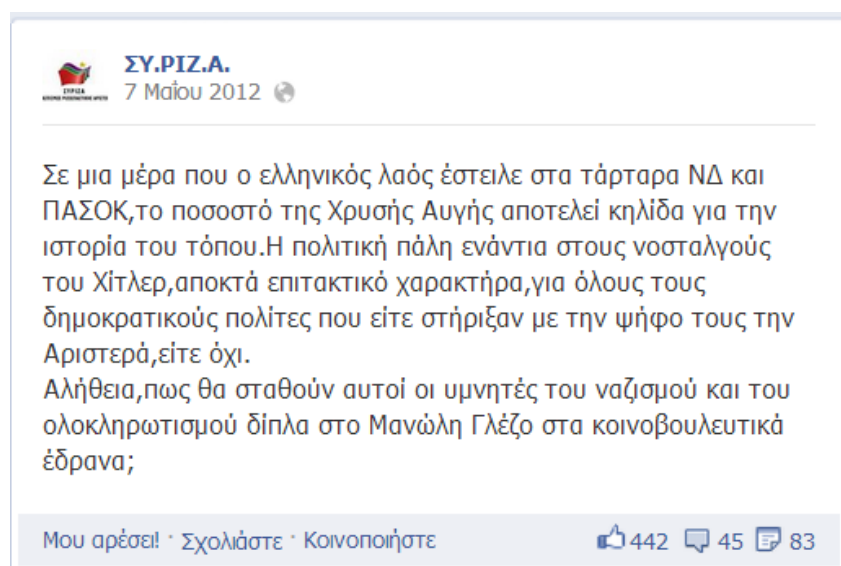 ΣΥ.ΡΙΖ.Α.
7 Μαΐου 2012
ΣΥΡΙΖΑ
Σε μια μέρα που ο ελληνικός λαός έστειλε στα τάρταρα ΝΔ και
ΠΑΣΟΚ,το ποσοστό της Χρυσής Αυγής αποτελεί κηλίδα για την
ιστορία του τόπου.Η πολιτική πάλη ενάντια στους νοσταλγούς
του Χίτλερ,αποκτά επιτακτικό χαρακτήρα,για όλους τους
δημοκρατικούς πολίτες που είτε στήριξαν με την ψήφο τους την
Αριστερά,είτε όχι.
Αλήθεια,πως θα σταθούν αυτοί οι υμνητές του ναζισμού και του
ολοκληρωτισμού δίπλα στο Μανώλη Γλέζο στα κοινοβουλευτικά
έδρανα;
Μου αρέσει! · Σχολιάστε · Κοινοποιήστε 442 45 83